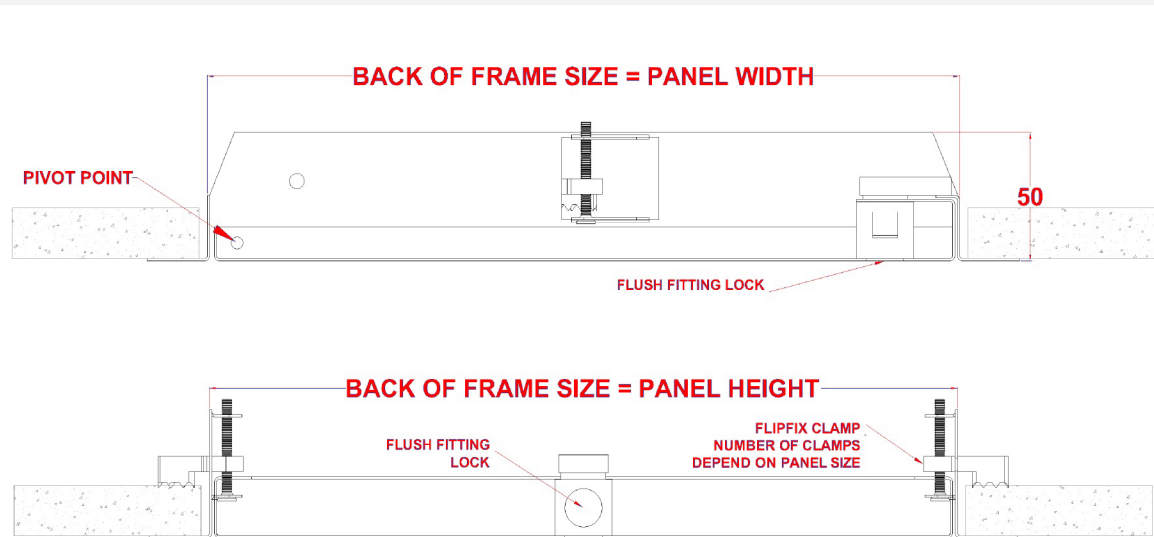 BACK OF FRAME SIZE = PANEL WIDTH
PIVOT POINT
50
FLUSH FITTING LOCK
BACK OF FRAME SIZE = PANEL HEIGHT
FLUSH FITTING
LOCK
FLIPFIX CLAMP
NUMBER OF CLAMPS
DEPEND ON PANEL SIZE